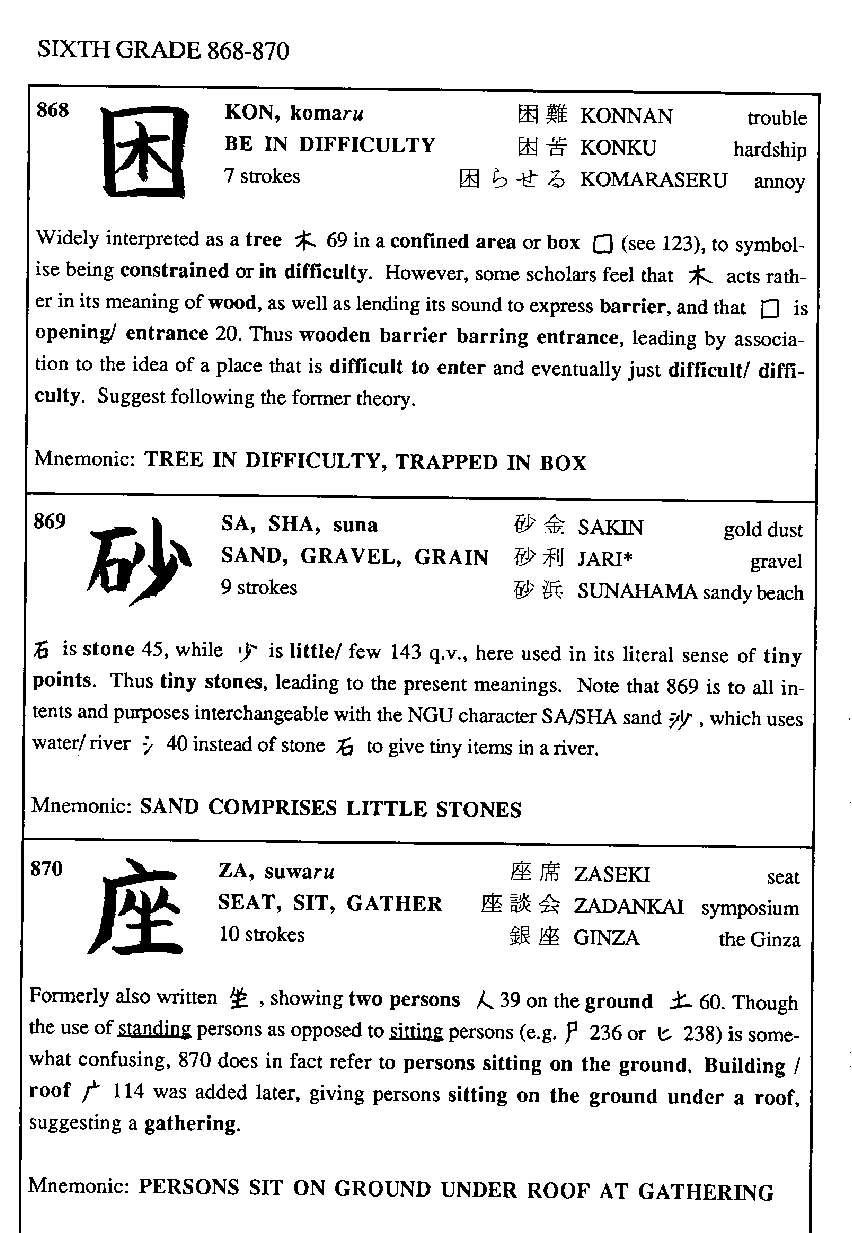 SIXTH GRADE 868-870
868 困 KON, komaru 困難 KONNAN trouble
BE IN DIFFICULTY 困苦 KONKU hardship
7 strokes 困らせる KOMARASERU annoy
Widely interpreted as a tree 木 69 in a confined area or box 囗 (see 123), to symbol-
ise being constrained or in difficulty. However, some scholars feel that 木 acts rath-
er in its meaning of wood, as well as lending its sound to express barrier, and that 口 is
opening/ entrance 20. Thus wooden barrier barring entrance, leading by associa-
tion to the idea of a place that is difficult to enter and eventually just difficult/ diffi-
culty. Suggest following the former theory.
Mnemonic: TREE IN DIFFICULTY, TRAPPED IN BOX
869 砂 SA, SHA, suna 砂金 SAKIN gold dust
SAND, GRAVEL, GRAIN 砂利 JARI* gravel
9 strokes 砂浜 SUNAHAMA sandy beach
石 is stone 45, while 少 is little/ few 143 q.v., here used in its literal sense of tiny
points. Thus tiny stones, leading to the present meanings. Note that 869 is to all in-
tents and purposes interchangeable with the NGU character SA/SHA sand 沙, which uses
water/river 氵 40 instead of stone 石 to give tiny items in a river.
Mnemonic: SAND COMPRISES LITTLE STONES
870 座 ZA, suwaru 座席 ZASEKI seat
SEAT, SIT, GATHER 座談会 ZADANKAI symposium
10 strokes 銀座 GINZA the Ginza
Formerly also written 坐 , showing two persons 人 39 on the ground 土 60. Though
the use of standing persons as opposed to sitting persons (e.g. 尸 236 or 匕 238) is some-
what confusing, 870 does in fact refer to persons sitting on the ground. Building /
roof 广 114 was added later, giving persons sitting on the ground under a roof,
suggesting a gathering.
Mnemonic: PERSONS SIT ON GROUND UNDER ROOF AT GATHERING